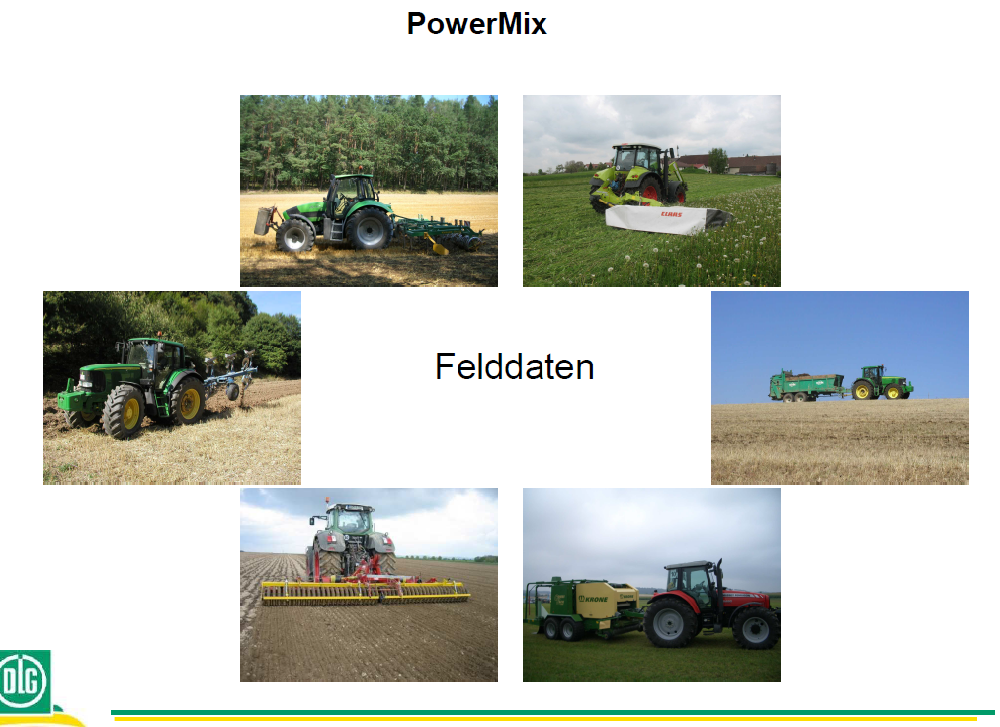 PowerMix
CLAAS
Felddaten
KRONE
DLG